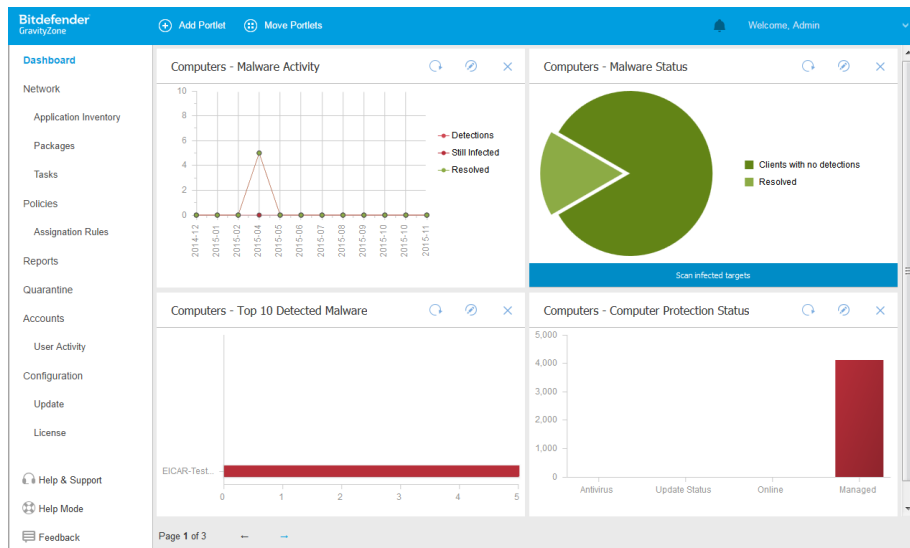 Bitdefender
GravityZone
Add Portlet
Move Portlets
Welcome, Admin
Dashboard
Network
Application Inventory
Packages
Tasks
Policies
Assignation Rules
Reports
Quarantine
Accounts
User Activity
Configuration
Update
License
Help & Support
Help Mode
Feedback
Computers - Malware Activity
10
8
6
4
2
0
2014-12
2015-01
2015-02
2015-04
2015-05
2015-06
2015-07
2015-08
2015-09
2015-10
2015-10
2015-11
Detections
Still Infected
Resolved
Computers - Malware Status
Clients with no detections
Resolved
Scan infected targets
Computers - Top 10 Detected Malware
EICAR-Test...
0 1 2 3 4 5
Computers - Computer Protection Status
5,000
4,000
3,000
2,000
1,000
0
Antivirus Update Status Online Managed
Page 1 of 3